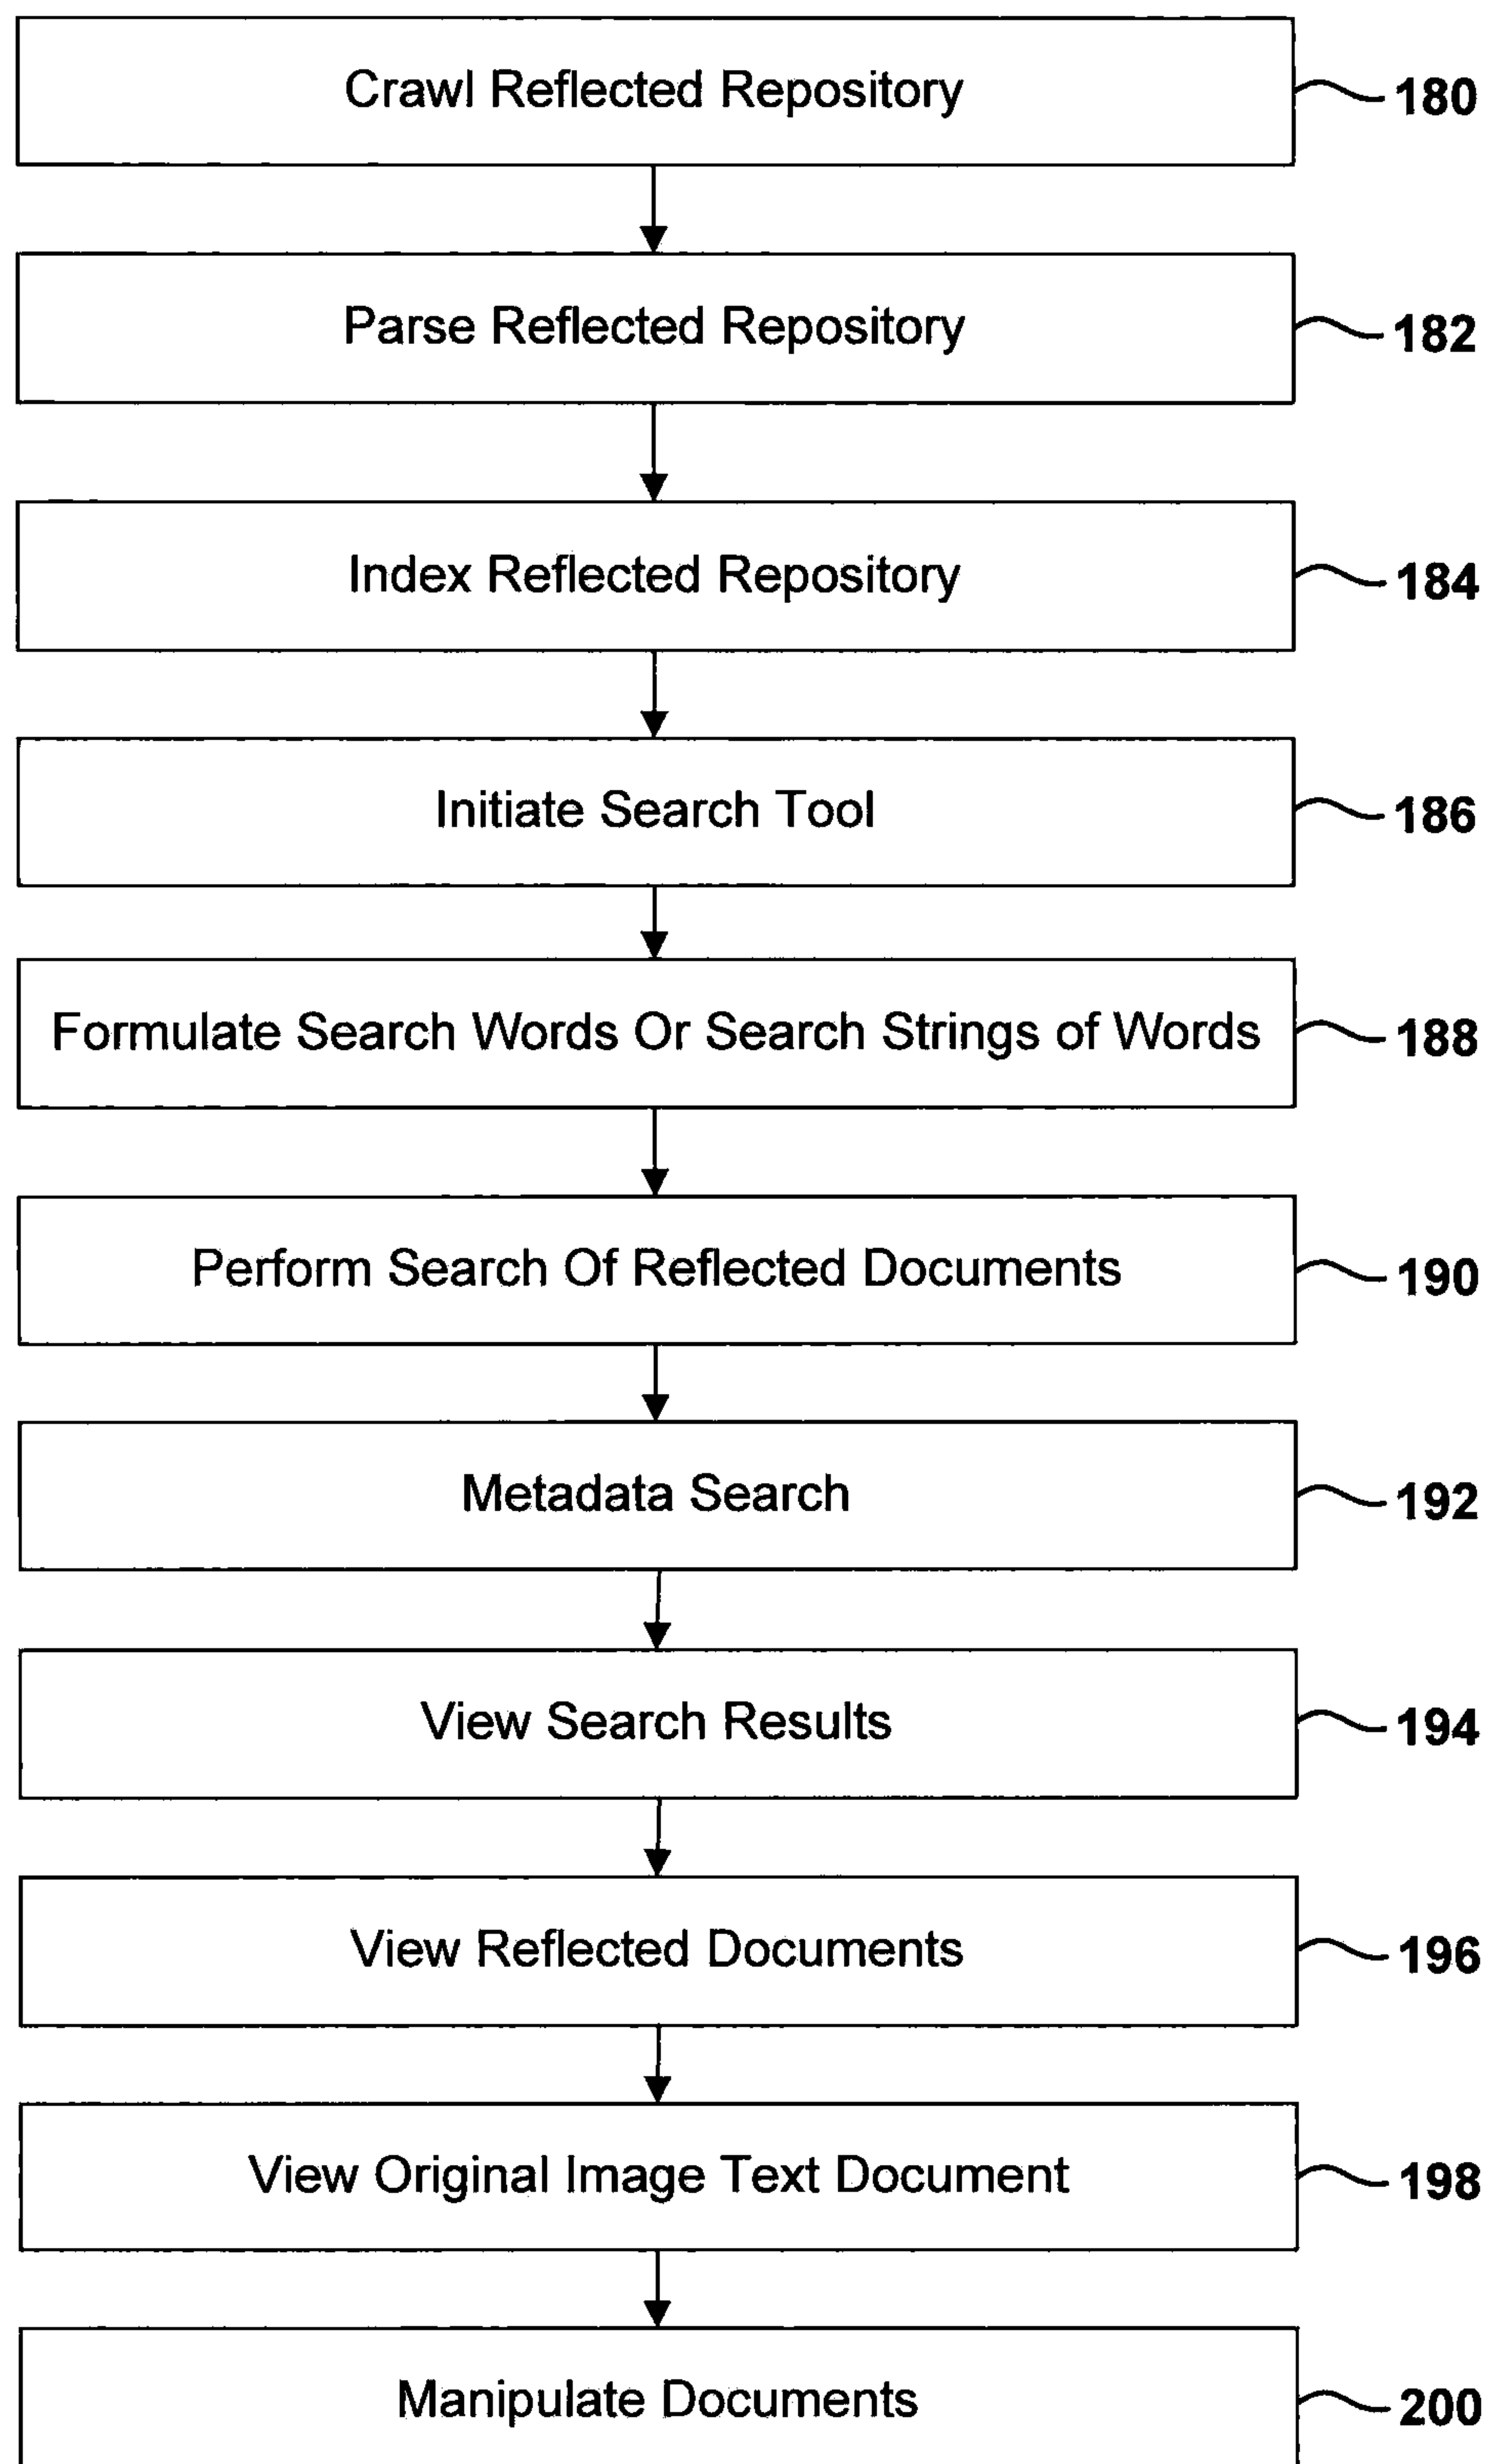 Crawl Reflected Repository
180
Parse Reflected Repository
182
Index Reflected Repository
184
Initiate Search Tool
186
Formulate Search Words Or Search Strings of Words
188
Perform Search Of Reflected Documents
190
Metadata Search
192
View Search Results
194
View Reflected Documents
196
View Original Image Text Document
198
Manipulate Documents
200